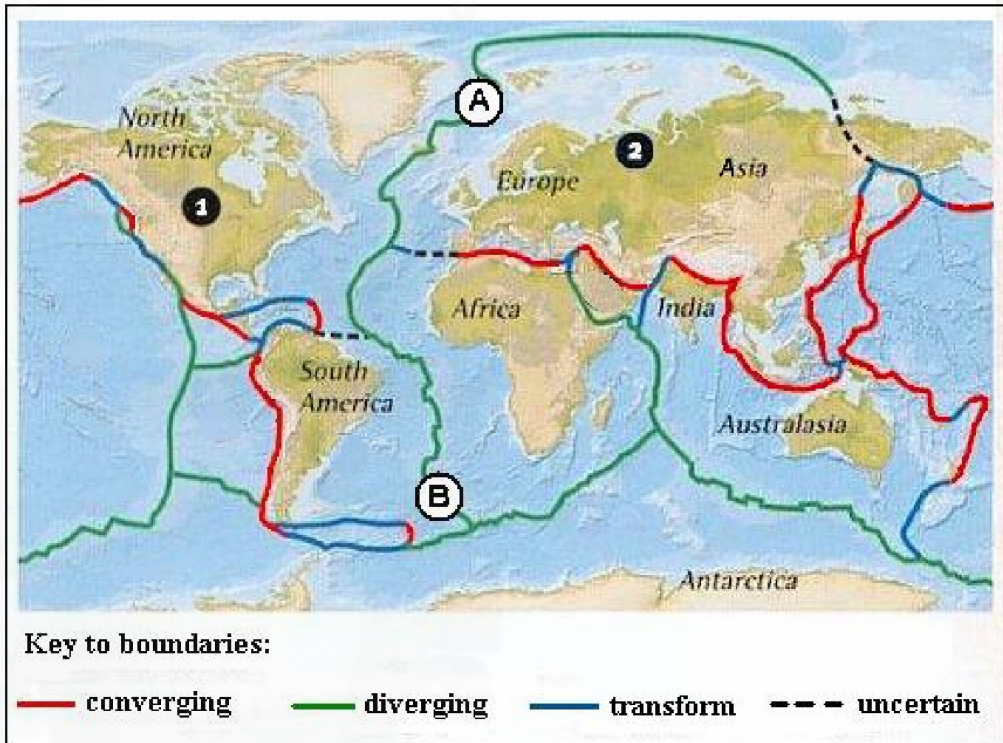 A
North
America
2
Europe
Asia
1
Africa
India
South
America
Australasia
B
Antarctica
Key to boundaries:
converging
diverging
transform
uncertain